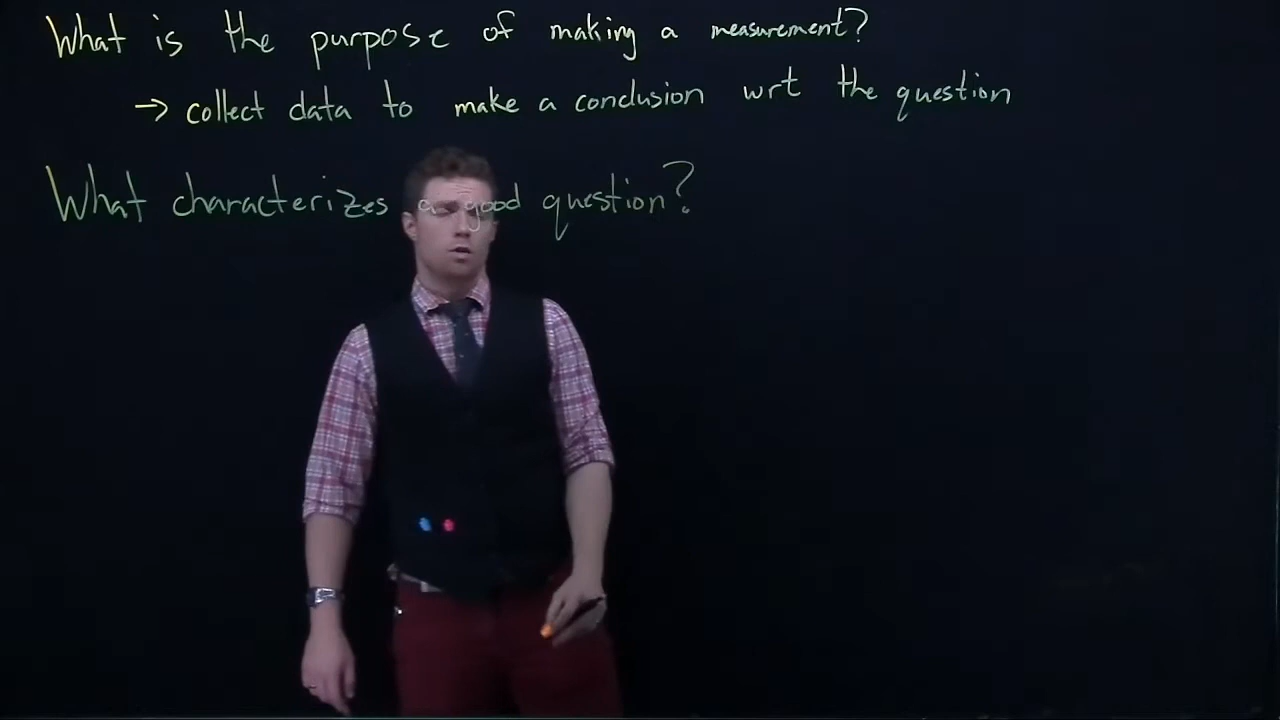 What is the purpose of making a measurement?
→ collect data to make a conclusion wrt the question
What characterizes a good question?